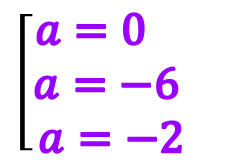 a = 0
a = −6
a = −2